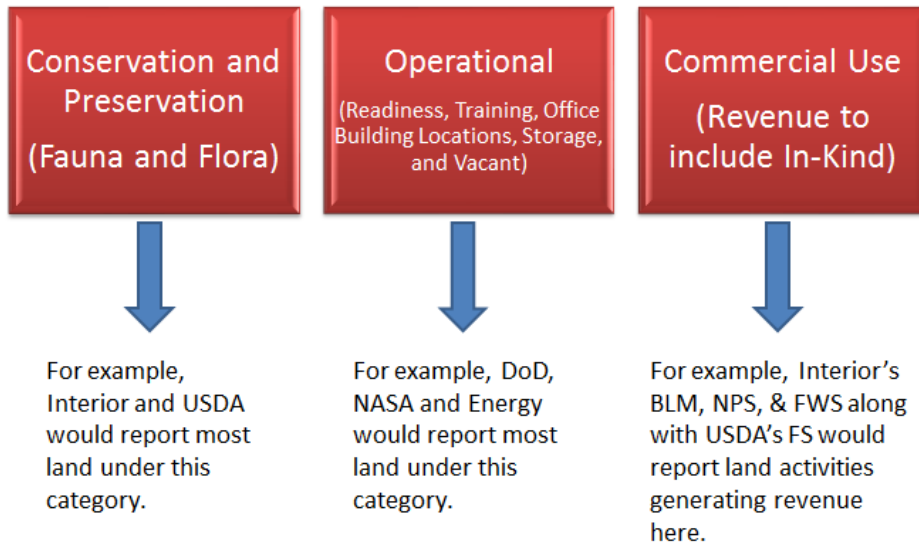 Conservation and
Preservation
(Fauna and Flora)
Operational
(Readiness, Training, Office
Building Locations, Storage,
and Vacant)
Commercial Use
(Revenue to
include In-Kind)
For example,
Interior and USDA
would report most
land under this
category.
For example, DoD,
NASA and Energy
would report most
land under this
category.
For example, Interior’s
BLM, NPS, & FWS along
with USDA’s FS would
report land activities
generating revenue
here.